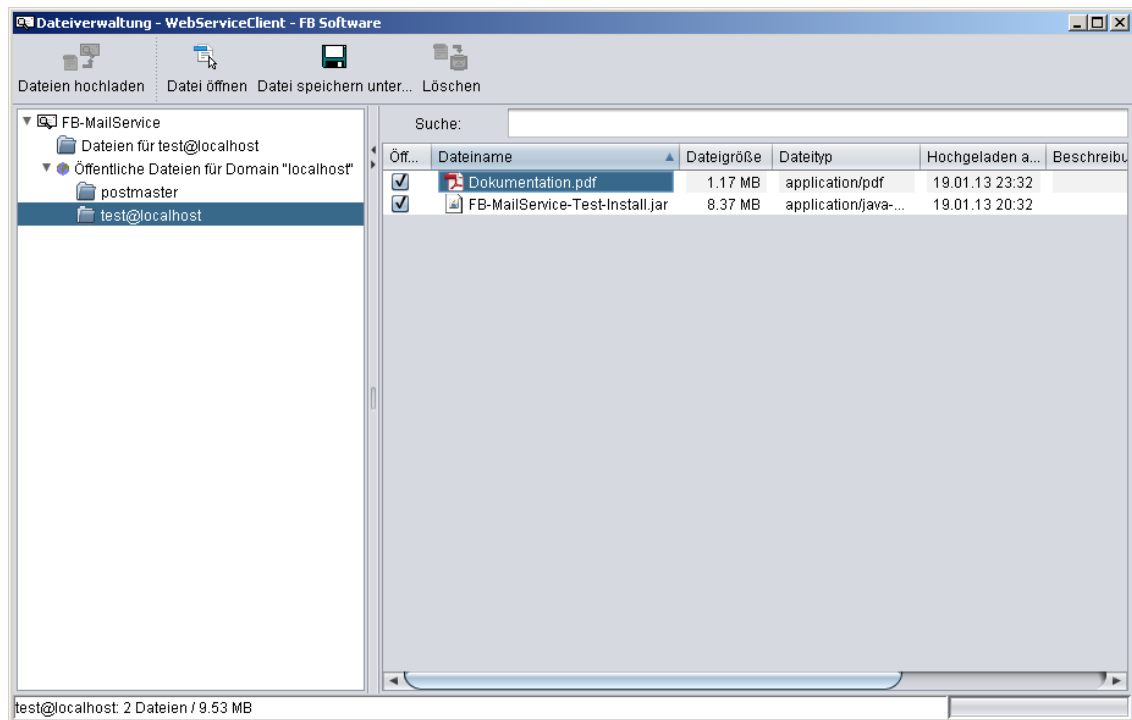 Dateiverwaltung - WebServiceClient - FB Software
Dateien hochladen Datei öffnen Datei speichern unter... Löschen
FB-MailService
Dateien für test@localhost
Öffentliche Dateien für Domain "localhost"
postmaster
test@localhost
Suche:
Öff... Dateiname Dateigröße Dateityp Hochgeladen a... Beschreibu
Dokumentation.pdf 1.17 MB application/pdf 19.01.13 23:32
FB-MailService-Test-Install.jar 8.37 MB application/java-... 19.01.13 20:32
test@localhost: 2 Dateien / 9.53 MB